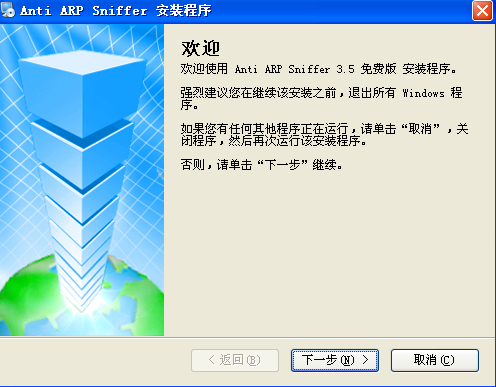 Anti ARP Sniffer 安装程序
欢迎
欢迎使用 Anti ARP Sniffer 3.5 免费版 安装程序。
强烈建议您在继续该安装之前，退出所有 Windows 程
序。
如果您有任何其他程序正在运行，请单击“取消”，关
闭程序，然后再次运行该安装程序。
否则，请单击“下一步”继续。
< 返回(B)
下一步(N) >
取消(C)